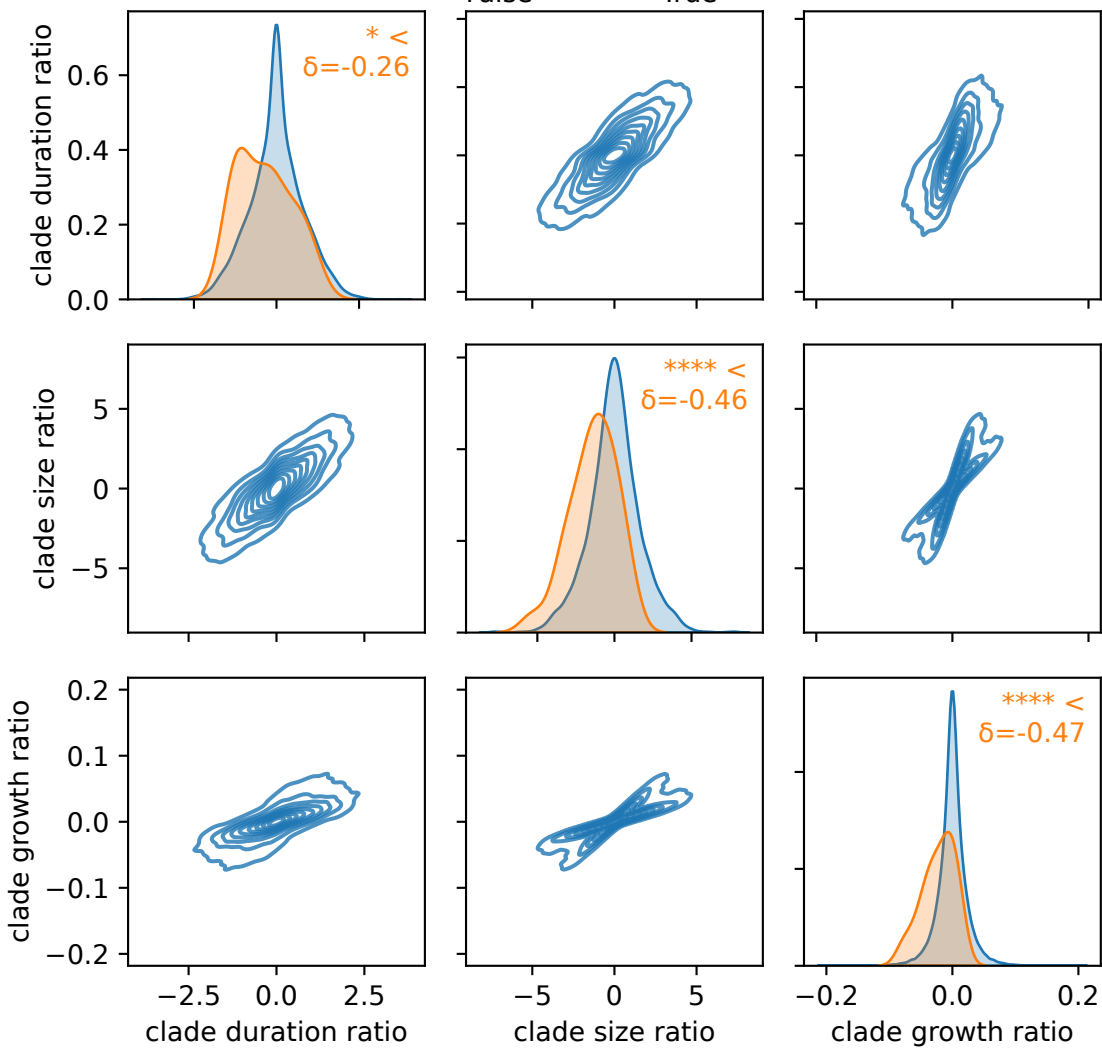 clade duration ratio
0.6
0.4
0.2
0.0
* <
δ=-0.26
clade size ratio
5
0
−5
**** <
δ=-0.46
clade growth ratio
0.2
0.1
0.0
−0.1
−0.2
**** <
δ=-0.47
−2.5 0.0 2.5
clade duration ratio
−5 0 5
clade size ratio
−0.2 0.0 0.2
clade growth ratio